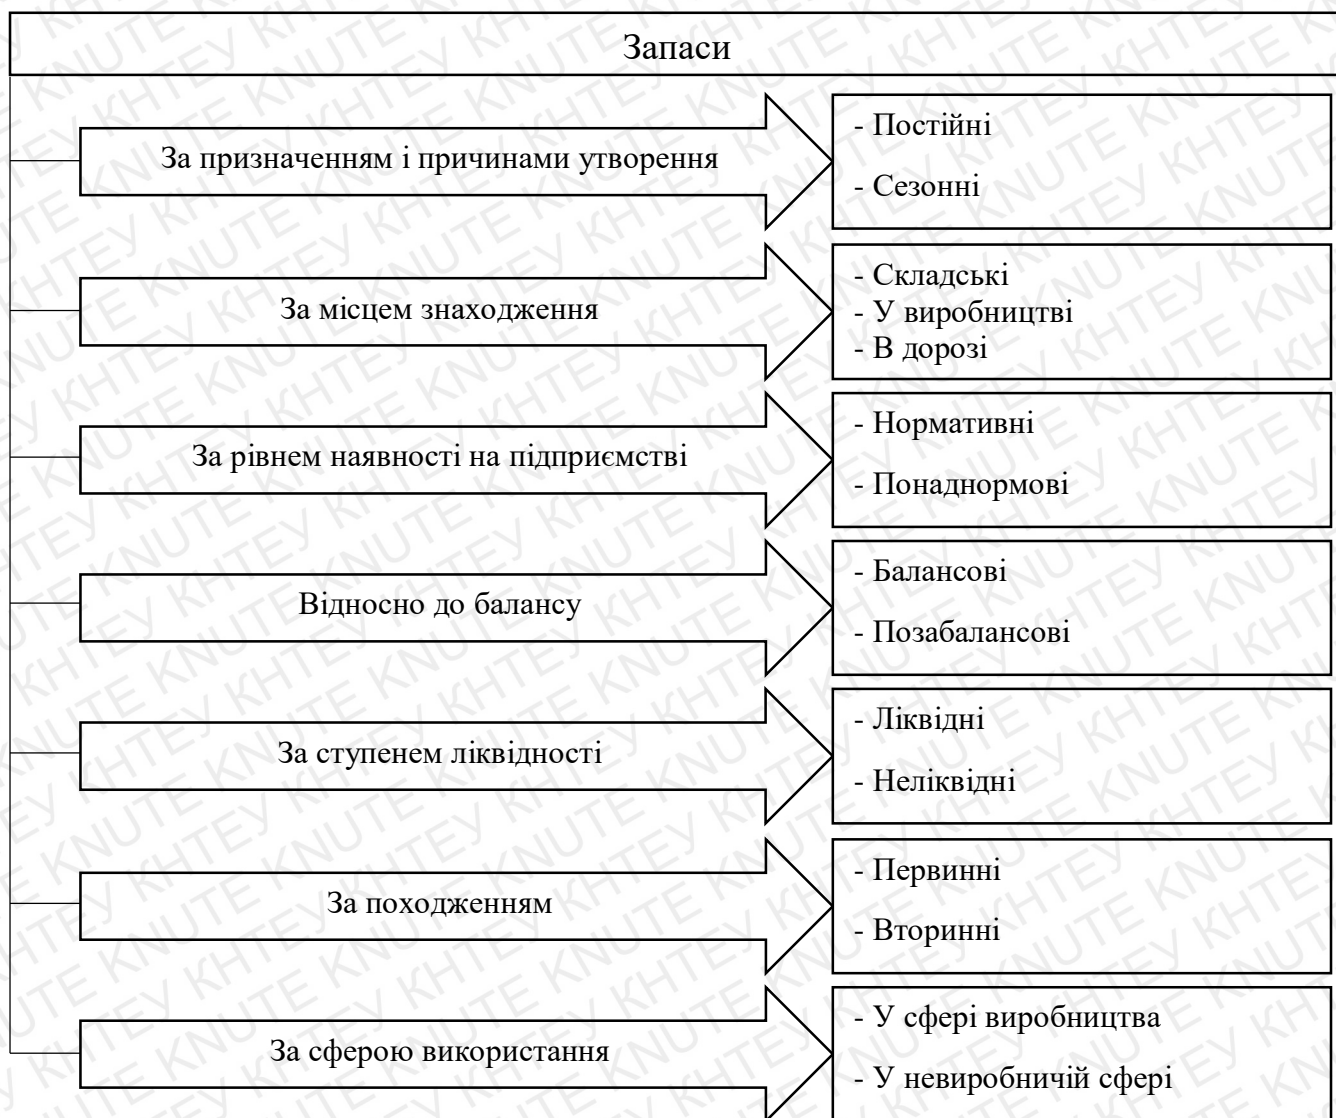 Запаси
За призначенням і причинами утворення
- Постійні
- Сезонні
За місцем знаходження
- Складські
- У виробництві
- В дорозі
За рівнем наявності на підприємстві
- Нормативні
- Понаднормові
Відносно до балансу
- Балансові
- Позабалансові
За ступенем ліквідності
- Ліквідні
- Неліквідні
За походженням
- Первинні
- Вторинні
За сферою використання
- У сфері виробництва
- У невиробничій сфері